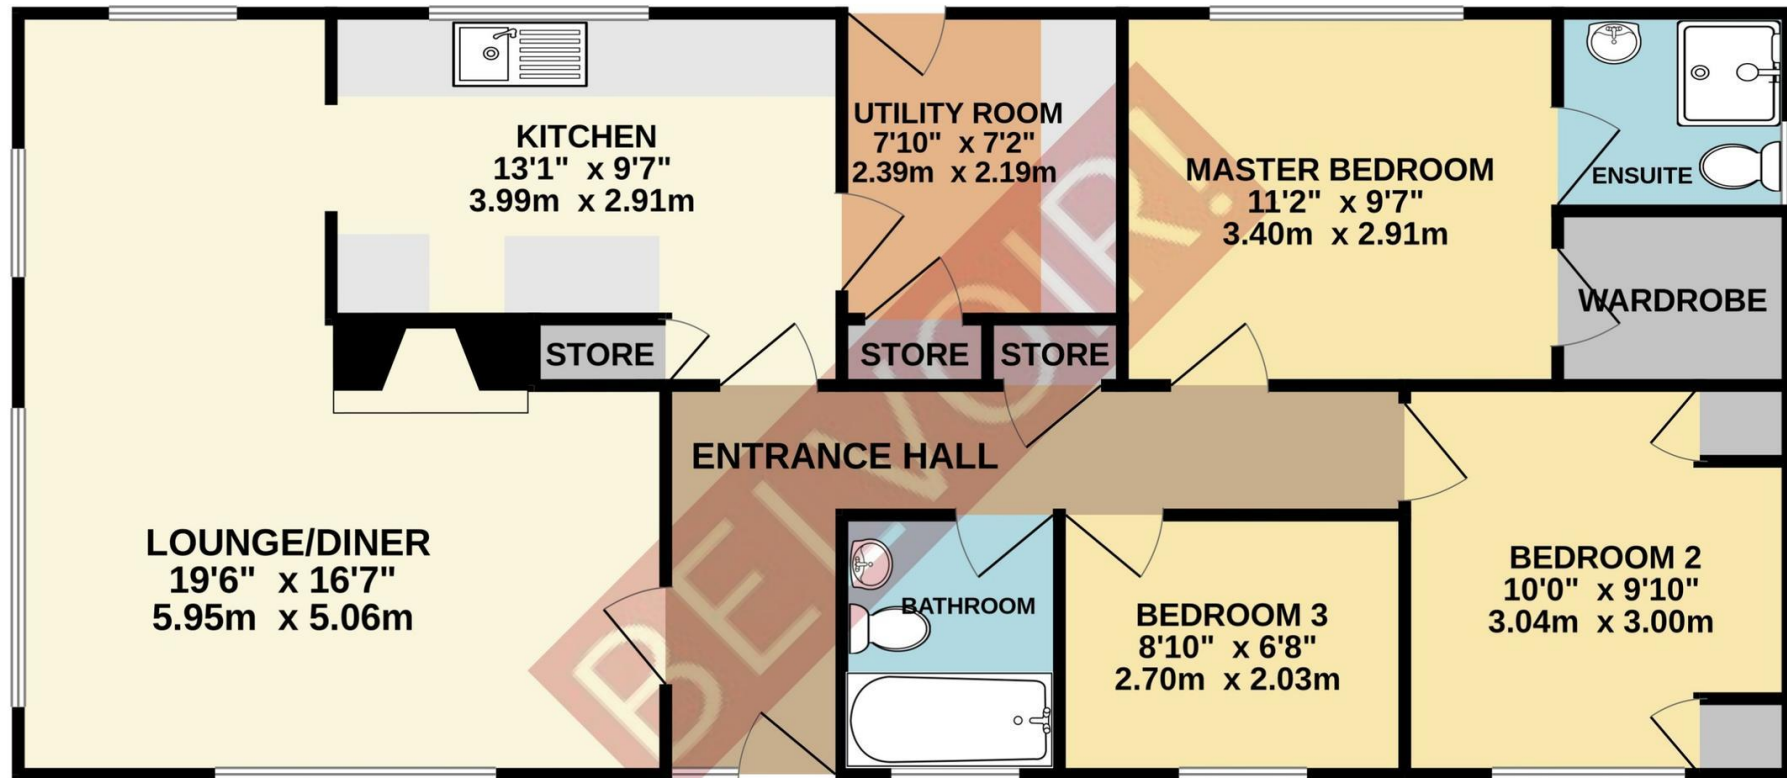 KITCHEN
13'1" x 9'7"
3.99m x 2.91m
UTILITY ROOM
7'10" x 7'2"
2.39m x 2.19m
MASTER BEDROOM
11'2" x 9'7"
3.40m x 2.91m
ENSUITE
WARDROBE
STORE
STORE
STORE
ENTRANCE HALL
LOUNGE/DINER
19'6" x 16'7"
5.95m x 5.06m
BATHROOM
BEDROOM 3
8'10" x 6'8"
2.70m x 2.03m
BEDROOM 2
10'0" x 9'10"
3.04m x 3.00m
BELVOIR!